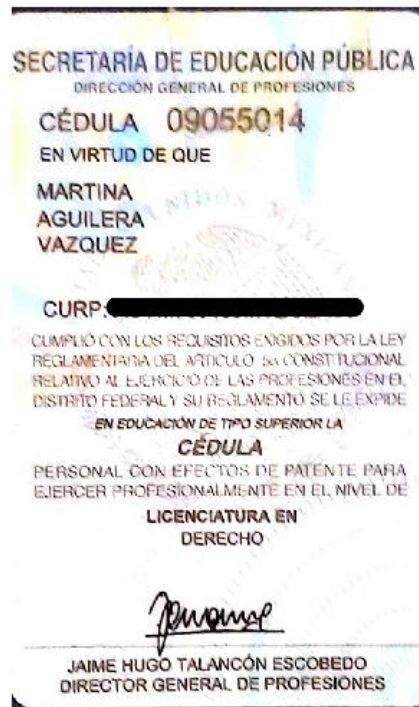 SECRETARÍA DE EDUCACIÓN PÚBLICA
DIRECCIÓN GENERAL DE PROFESIONES
CÉDULA 09055014
EN VIRTUD DE QUE
MARTINA
AGUILERA
VAZQUEZ
CURP:
CUMPLIÓ CON LOS REQUISITOS EXIGIDOS POR LA LEY
REGLAMENTARIA DEL ARTÍCULO 5o. CONSTITUCIONAL
RELATIVO AL EJERCICIO DE LAS PROFESIONES EN EL
DISTRITO FEDERAL Y SU REGLAMENTO SE LE EXPIDE
EN EDUCACIÓN DE TIPO SUPERIOR LA
CÉDULA
PERSONAL CON EFECTOS DE PATENTE PARA
EJERCER PROFESIONALMENTE EN EL NIVEL DE
LICENCIATURA EN
DERECHO
JAIME HUGO TALANCÓN ESCOBEDO
DIRECTOR GENERAL DE PROFESIONES